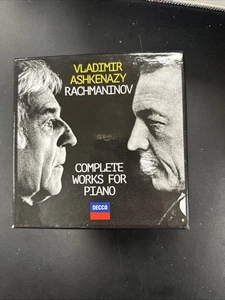 VLADIMIR
ASHKENAZY
RACHMANINOV
COMPLETE
WORKS FOR
PIANO
DECCA